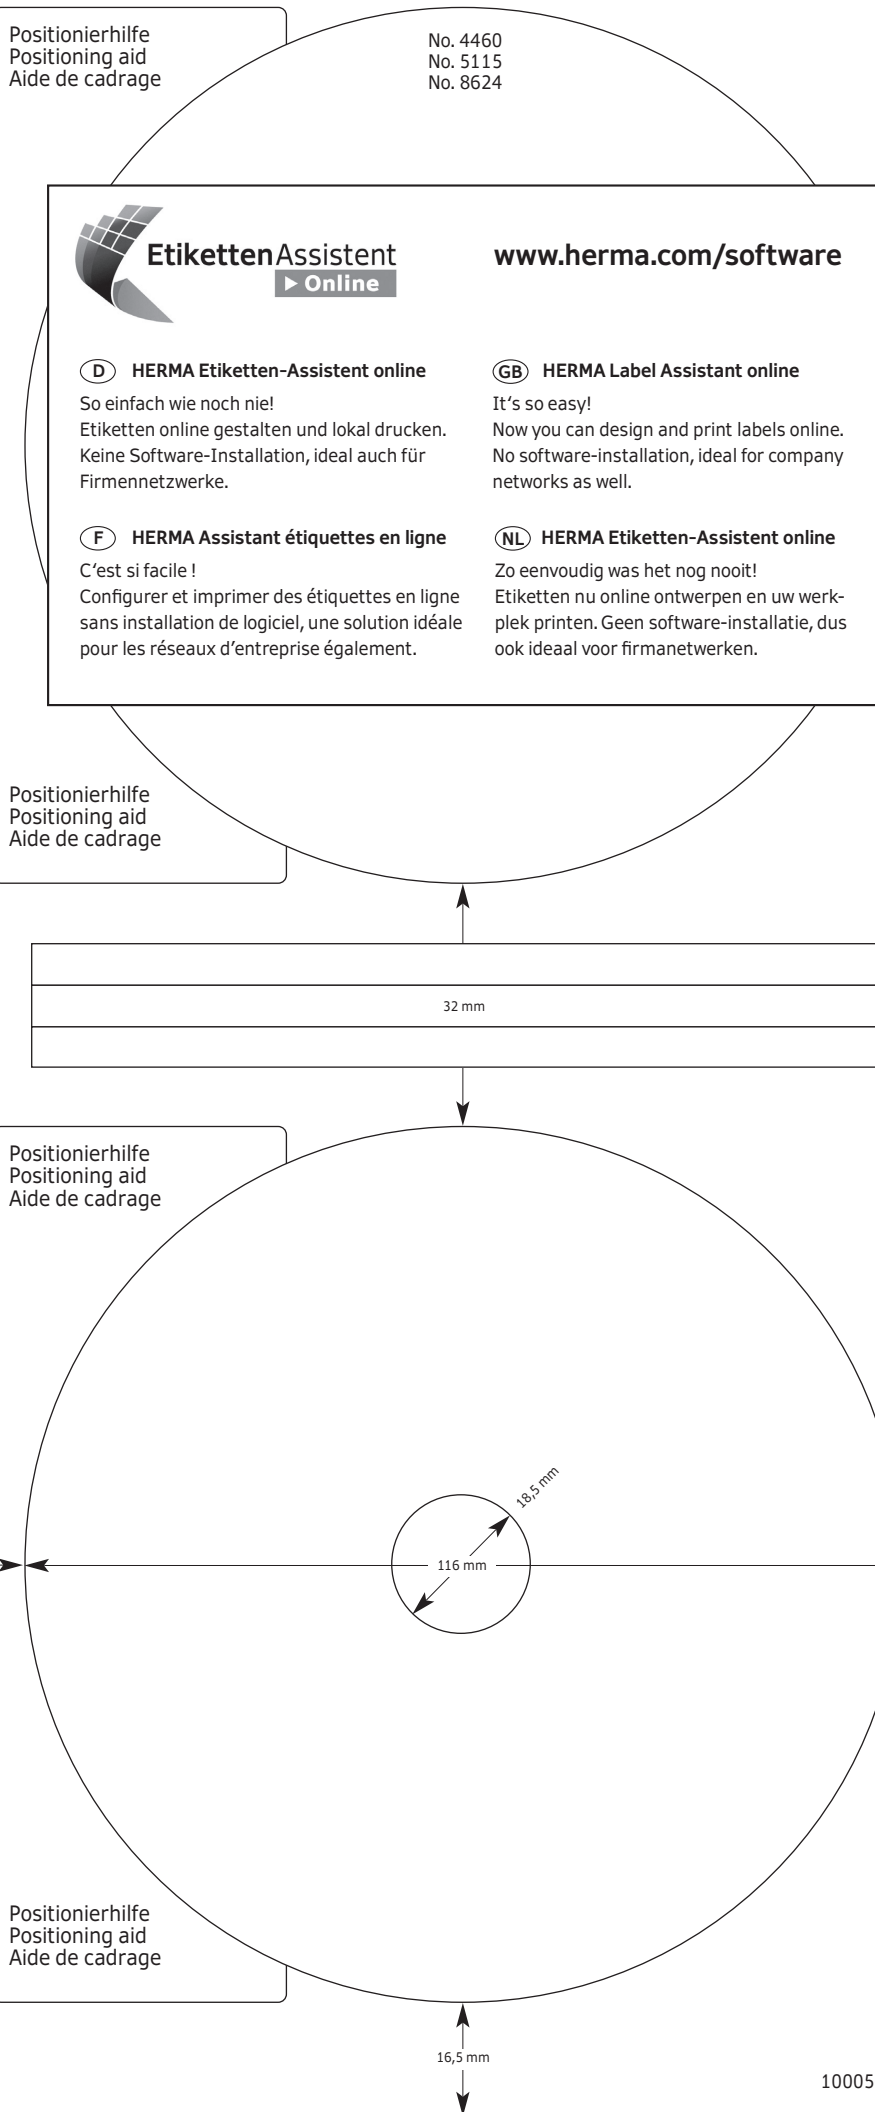 Positionierhilfe
Positioning aid
Aide de cadrage
No. 4460
No. 5115
No. 8624
EtikettenAssistent
Online
www.herma.com/software
D HERMA Etiketten-Assistent online
So einfach wie noch nie!
Etiketten online gestalten und lokal drucken.
Keine Software-Installation, ideal auch für
Firmennetzwerke.
GB HERMA Label Assistant online
It‘s so easy!
Now you can design and print labels online.
No software-installation, ideal for company
networks as well.
F HERMA Assistant étiquettes en ligne
C‘est si facile !
Configurer et imprimer des étiquettes en ligne
sans installation de logiciel, une solution idéale
pour les réseaux d’entreprise également.
NL HERMA Etiketten-Assistent online
Zo eenvoudig was het nog nooit!
Etiketten nu online ontwerpen en uw werk-
plek printen. Geen software-installatie, dus
ook ideaal voor firmanetwerken.
Positionierhilfe
Positioning aid
Aide de cadrage
32 mm
Positionierhilfe
Positioning aid
Aide de cadrage
18,5 mm
116 mm
Positionierhilfe
Positioning aid
Aide de cadrage
16,5 mm
10005